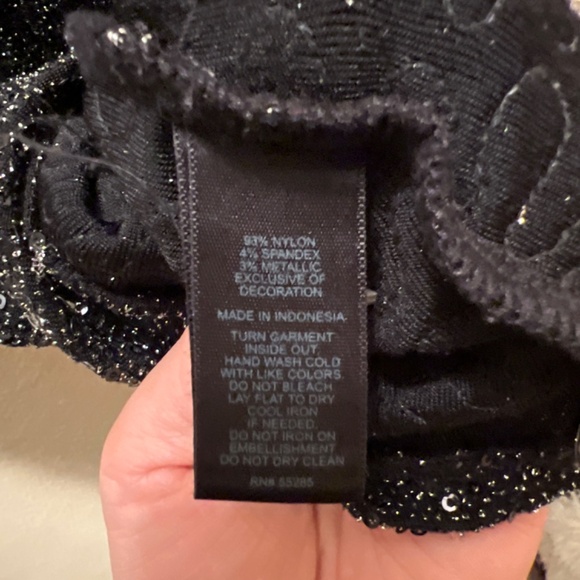 93% NYLON
4% SPANDEX
3% METALLIC
EXCLUSIVE OF
DECORATION
MADE IN INDONESIA
TURN GARMENT
INSIDE OUT.
HAND WASH COLD
WITH LIKE COLORS.
DO NOT BLEACH
LAY FLAT TO DRY
COOL IRON
IF NEEDED.
DO NOT IRON ON
EMBELLISHMENT
DO NOT DRY CLEAN
RN# 55285